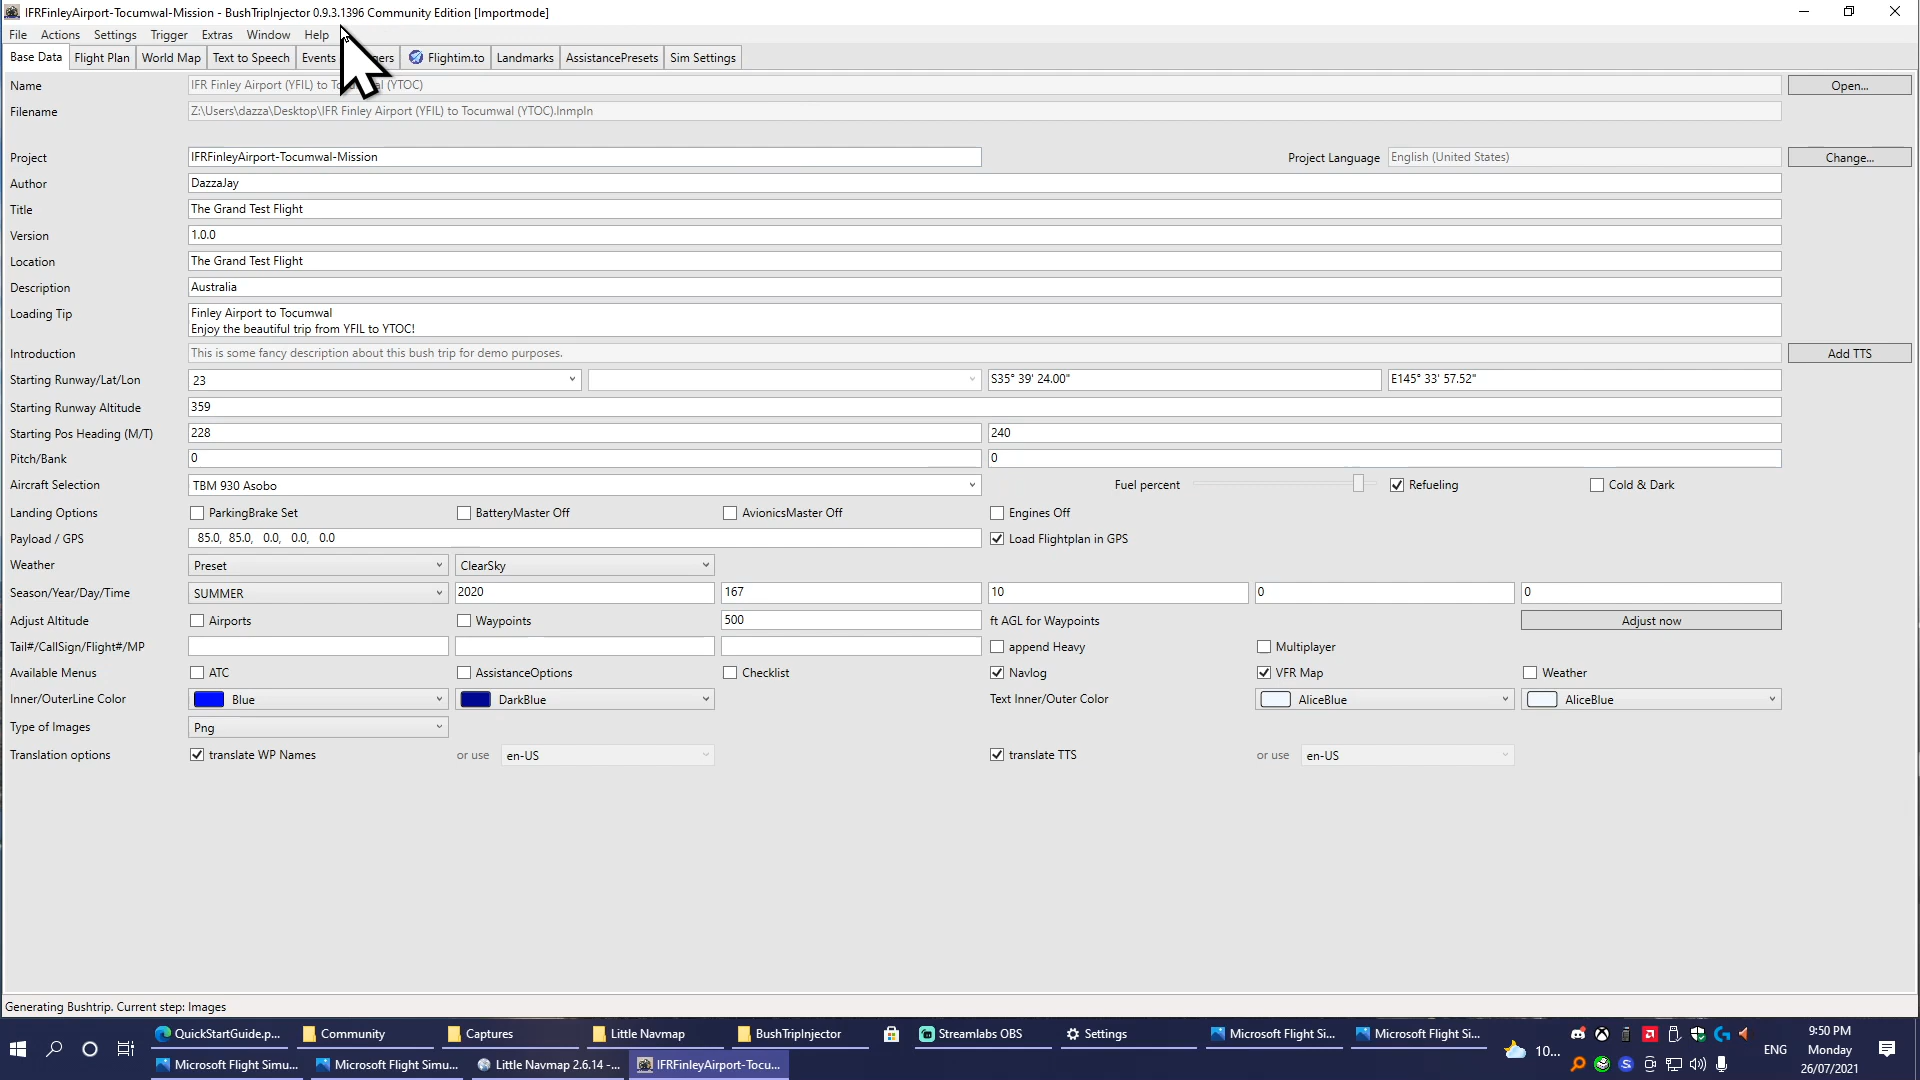 IFRFinleyAirport-Tocumwal-Mission - BushTripInjector 0.9.3.1396 Community Edition [Importmode]
File Actions Settings Trigger Extras Window Help
Base Data Flight Plan World Map Text to Speech Events Flightim.to Landmarks AssistancePresets Sim Settings
Name IFR Finley Airport (YFIL) to (YTOC) Open...
Filename Z:\Users\dazza\Desktop\IFR Finley Airport (YFIL) to Tocumwal (YTOC).lnmpln
Project IFRFinleyAirport-Tocumwal-Mission Project Language English (United States) Change...
Author DazzaJay
Title The Grand Test Flight
Version 1.0.0
Location The Grand Test Flight
Description Australia
Loading Tip Finley Airport to Tocumwal
Enjoy the beautiful trip from YFIL to YTOC!
Introduction This is some fancy description about this bush trip for demo purposes. Add TTS
Starting Runway/Lat/Lon 23 S35° 39' 24.00" E145° 33' 57.52"
Starting Runway Altitude 359
Starting Pos Heading (M/T) 228 240
Pitch/Bank 0 0
Aircraft Selection TBM 930 Asobo Fuel percent Refueling Cold & Dark
Landing Options ParkingBrake Set BatteryMaster Off AvionicsMaster Off Engines Off
Payload / GPS 85.0, 85.0, 0.0, 0.0, 0.0 Load Flightplan in GPS
Weather Preset ClearSky
Season/Year/Day/Time SUMMER 2020 167 10 0 0
Adjust Altitude Airports Waypoints 500 ft AGL for Waypoints Adjust now
Tail#/CallSign/Flight#/MP append Heavy Multiplayer
Available Menus ATC AssistanceOptions Checklist Navlog VFR Map Weather
Inner/OuterLine Color Blue DarkBlue Text Inner/Outer Color AliceBlue AliceBlue
Type of Images Png
Translation options translate WP Names or use en-US translate TTS or use en-US
Generating Bushtrip. Current step: Images
QuickStartGuide.p... Community Captures Little Navmap BushTripInjector Streamlabs OBS Settings Microsoft Flight Si... Microsoft Flight Si...
Microsoft Flight Simu... Microsoft Flight Simu... Little Navmap 2.6.14 -... IFRFinleyAirport-Tocu...
10... ENG
9:50 PM
Monday
26/07/2021